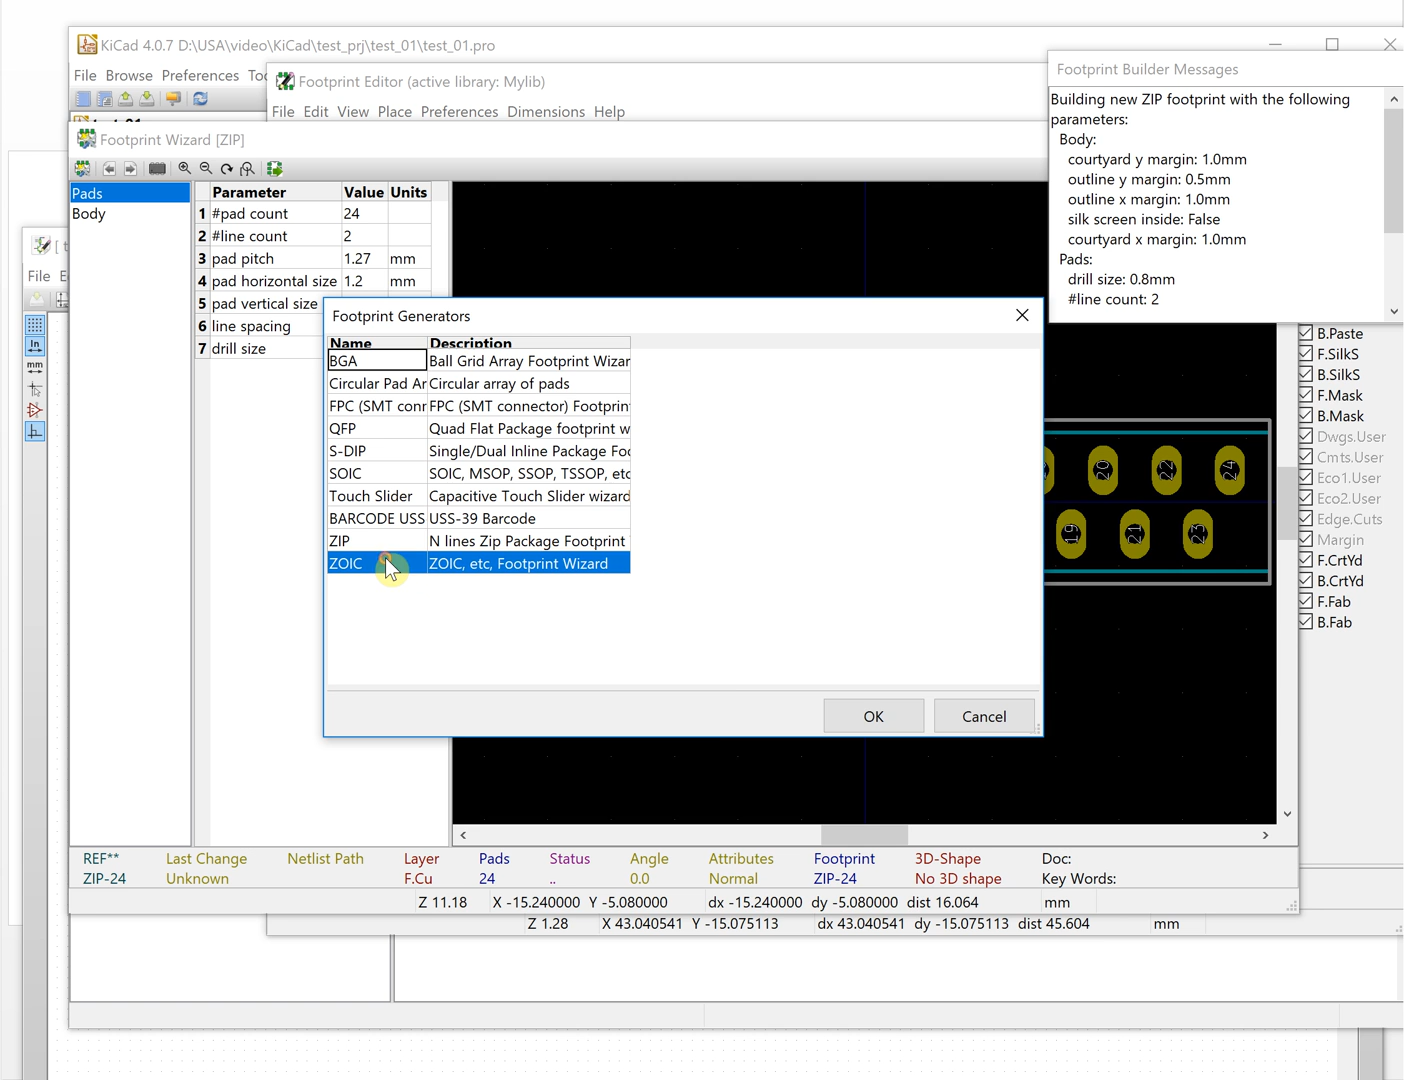 KiCad 4.0.7 D:\USA\video\KiCad\test_prj\test_01\test_01.pro
File Browse Preferences
Footprint Editor (active library: Mylib)
File Edit View Place Preferences Dimensions Help
Footprint Wizard [ZIP]
Footprint Builder Messages
Building new ZIP footprint with the following
parameters:
Body:
courtyard y margin: 1.0mm
outline y margin: 0.5mm
outline x margin: 1.0mm
silk screen inside: False
courtyard x margin: 1.0mm
Pads:
drill size: 0.8mm
#line count: 2
Pads
Body
Parameter Value Units
1 #pad count 24
2 #line count 2
3 pad pitch 1.27 mm
4 pad horizontal size 1.2 mm
5 pad vertical size
6 line spacing
7 drill size
File
In
mm
Footprint Generators
Name Description
BGA Ball Grid Array Footprint Wizar
Circular Pad Ar Circular array of pads
FPC (SMT conn FPC (SMT connector) Footprin
QFP Quad Flat Package footprint w
S-DIP Single/Dual Inline Package Foo
SOIC SOIC, MSOP, SSOP, TSSOP, etc
Touch Slider Capacitive Touch Slider wizard
BARCODE USS USS-39 Barcode
ZIP N lines Zip Package Footprint
ZOIC ZOIC, etc, Footprint Wizard
OK Cancel
20 22 24
19 21 23
B.Paste
F.SilkS
B.SilkS
F.Mask
B.Mask
Dwgs.User
Cmts.User
Eco1.User
Eco2.User
Edge.Cuts
Margin
F.CrtYd
B.CrtYd
F.Fab
B.Fab
REF** Last Change Netlist Path Layer Pads Status Angle Attributes Footprint 3D-Shape Doc:
ZIP-24 Unknown F.Cu 24 .. 0.0 Normal ZIP-24 No 3D shape Key Words:
Z 11.18 X -15.240000 Y -5.080000 dx -15.240000 dy -5.080000 dist 16.064 mm
Z 1.28 X 43.040541 Y -15.075113 dx 43.040541 dy -15.075113 dist 45.604 mm